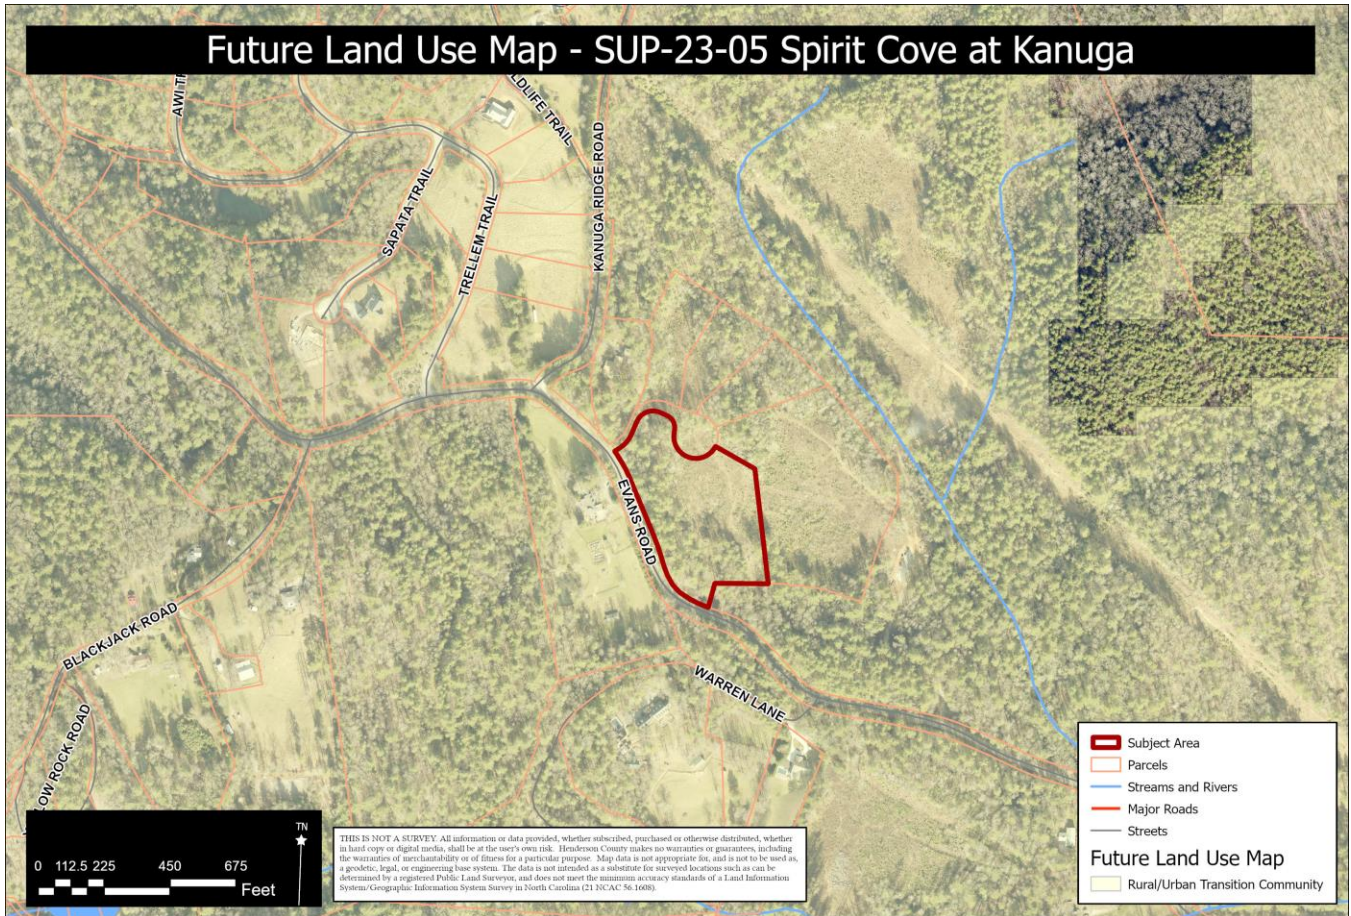 Future Land Use Map - SUP-23-05 Spirit Cove at Kanuga
AWI T
LDLIFE TRAIL
KANUGA RIDGE ROAD
SAPATA TRAIL
TRELLEM TRAIL
EVANS ROAD
BLACKJACK ROAD
WARREN LANE
LOW ROCK ROAD
TN
0 112.5 225 450 675
Feet
THIS IS NOT A SURVEY. All information or data provided, whether subscribed, purchased or otherwise distributed, whether
in hard copy or digital media, shall be at the user's own risk. Henderson County makes no warranties or guarantees, including
the warranties of merchantability or of fitness for a particular purpose. Map data is not appropriate for, and is not to be used as,
a geodetic, legal, or engineering base system. The data is not intended as a substitute for surveyed locations such as can be
determined by a registered Public Land Surveyor, and does not meet the minimum accuracy standards of a Land Information
System/Geographic Information System Survey in North Carolina (21 NCAC 56.1608).
Subject Area
Parcels
Streams and Rivers
Major Roads
Streets
Future Land Use Map
Rural/Urban Transition Community